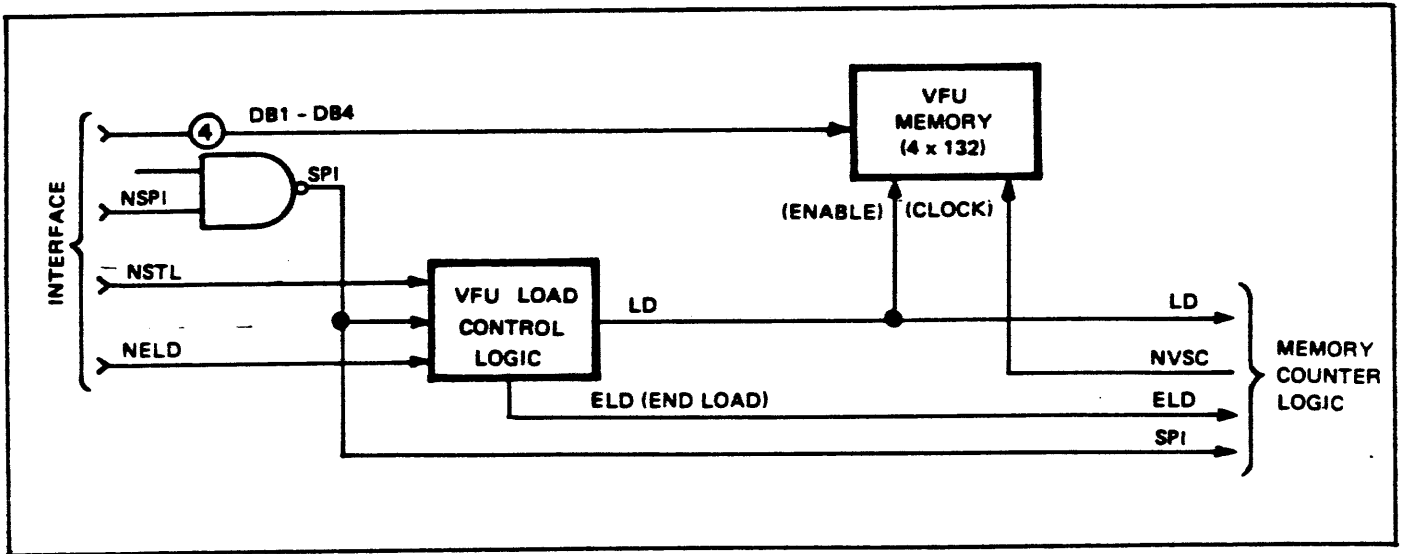 INTERFACE
4
DB1 - DB4
SPI
NSPI
NSTL
NELD
VFU LOAD
CONTROL
LOGIC
LD
ELD (END LOAD)
VFU
MEMORY
(4 x 132)
(ENABLE)
(CLOCK)
LD
NVSC
ELD
SPI
MEMORY
COUNTER
LOGIC